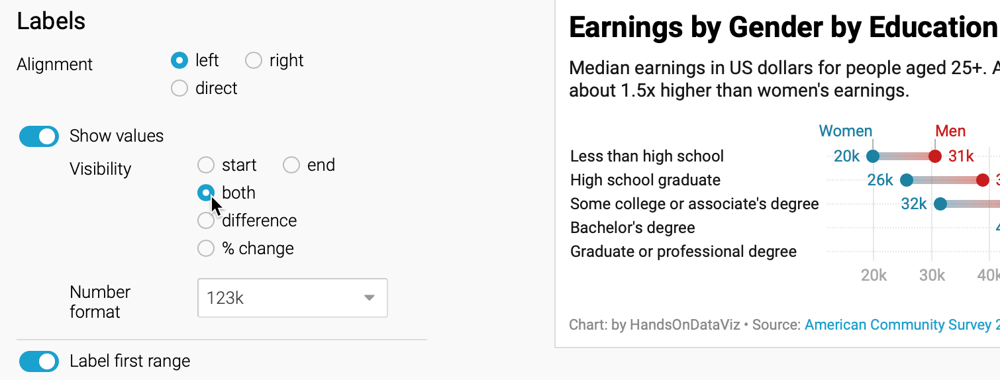 Labels
Alignment
left
right
direct
Show values
Visibility
start
end
both
difference
% change
Number
format
123k
Label first range
Earnings by Gender by Education
Median earnings in US dollars for people aged 25+.
about 1.5x higher than women's earnings.
Women
Men
Less than high school
20k
31k
High school graduate
26k
Some college or associate's degree
32k
Bachelor's degree
Graduate or professional degree
20k
30k
40k
Chart: by HandsOnDataViz • Source: American Community Survey